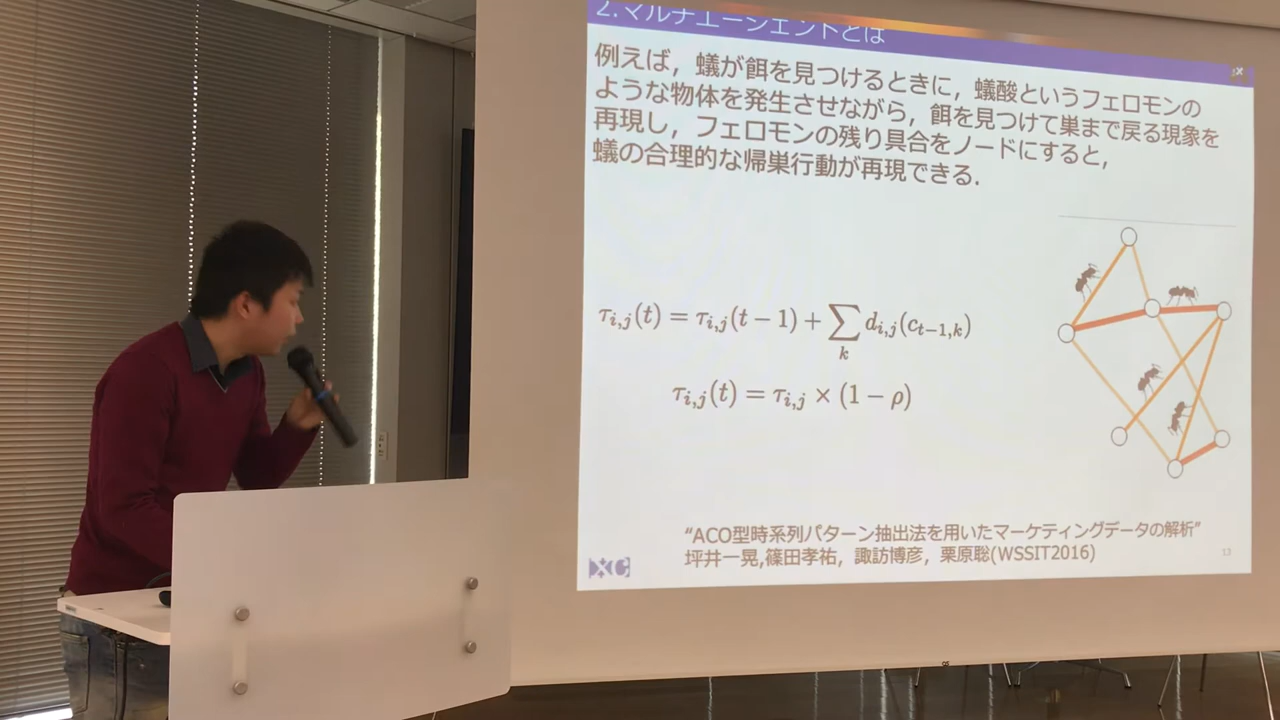 2.マルチエージェントとは
例えば，蟻が餌を見つけるときに，蟻酸というフェロモンの
ような物体を発生させながら，餌を見つけて巣まで戻る現象を
再現し，フェロモンの残り具合をノードにすると，
蟻の合理的な帰巣行動が再現できる．
τi,j(t) = τi,j(t − 1) + ∑k di,j(ct−1,k)
τi,j(t) = τi,j × (1 − ρ)
“ACO型時系列パターン抽出法を用いたマーケティングデータの解析”
坪井一晃,篠田孝祐，諏訪博彦，栗原聡(WSSIT2016)
13